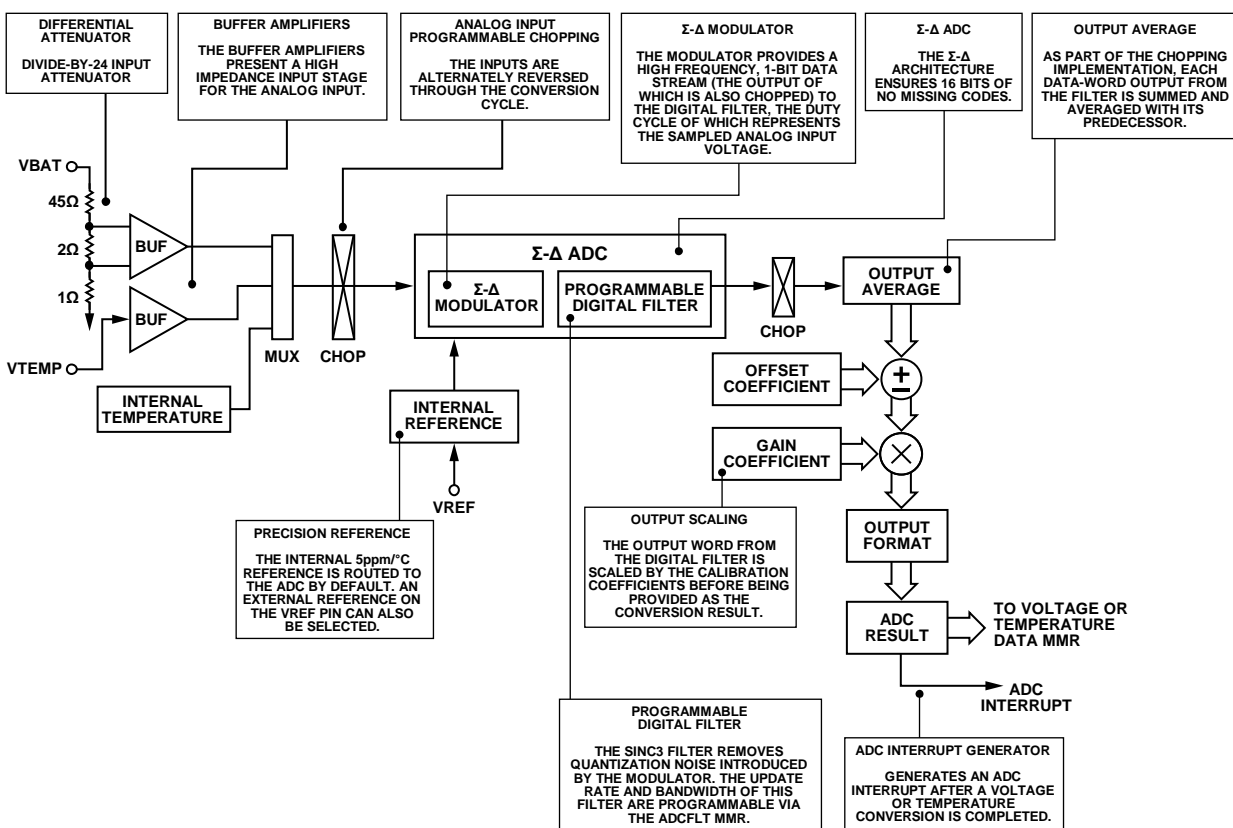 DIFFERENTIAL
ATTENUATOR
DIVIDE-BY-24 INPUT
ATTENUATOR
BUFFER AMPLIFIERS
THE BUFFER AMPLIFIERS
PRESENT A HIGH
IMPEDANCE INPUT STAGE
FOR THE ANALOG INPUT.
ANALOG INPUT
PROGRAMMABLE CHOPPING
THE INPUTS ARE
ALTERNATELY REVERSED
THROUGH THE CONVERSION
CYCLE.
Σ-Δ MODULATOR
THE MODULATOR PROVIDES A
HIGH FREQUENCY, 1-BIT DATA
STREAM (THE OUTPUT OF
WHICH IS ALSO CHOPPED) TO
THE DIGITAL FILTER, THE DUTY
CYCLE OF WHICH REPRESENTS
THE SAMPLED ANALOG INPUT
VOLTAGE.
Σ-Δ ADC
THE Σ-Δ
ARCHITECTURE
ENSURES 16 BITS OF
NO MISSING CODES.
OUTPUT AVERAGE
AS PART OF THE CHOPPING
IMPLEMENTATION, EACH
DATA-WORD OUTPUT FROM
THE FILTER IS SUMMED AND
AVERAGED WITH ITS
PREDECESSOR.
VBAT
45Ω
2Ω
1Ω
BUF
BUF
VTEMP
INTERNAL
TEMPERATURE
MUX
CHOP
Σ-Δ ADC
Σ-Δ
MODULATOR
PROGRAMMABLE
DIGITAL FILTER
CHOP
OUTPUT
AVERAGE
INTERNAL
REFERENCE
VREF
OFFSET
COEFFICIENT
±
GAIN
COEFFICIENT
×
OUTPUT
FORMAT
ADC
RESULT
TO VOLTAGE OR
TEMPERATURE
DATA MMR
ADC
INTERRUPT
PRECISION REFERENCE
THE INTERNAL 5ppm/°C
REFERENCE IS ROUTED TO
THE ADC BY DEFAULT. AN
EXTERNAL REFERENCE ON
THE VREF PIN CAN ALSO
BE SELECTED.
OUTPUT SCALING
THE OUTPUT WORD FROM
THE DIGITAL FILTER IS
SCALED BY THE CALIBRATION
COEFFICIENTS BEFORE BEING
PROVIDED AS THE
CONVERSION RESULT.
PROGRAMMABLE
DIGITAL FILTER
THE SINC3 FILTER REMOVES
QUANTIZATION NOISE INTRODUCED
BY THE MODULATOR. THE UPDATE
RATE AND BANDWIDTH OF THIS
FILTER ARE PROGRAMMABLE VIA
THE ADCFLT MMR.
ADC INTERRUPT GENERATOR
GENERATES AN ADC
INTERRUPT AFTER A VOLTAGE
OR TEMPERATURE
CONVERSION IS COMPLETED.